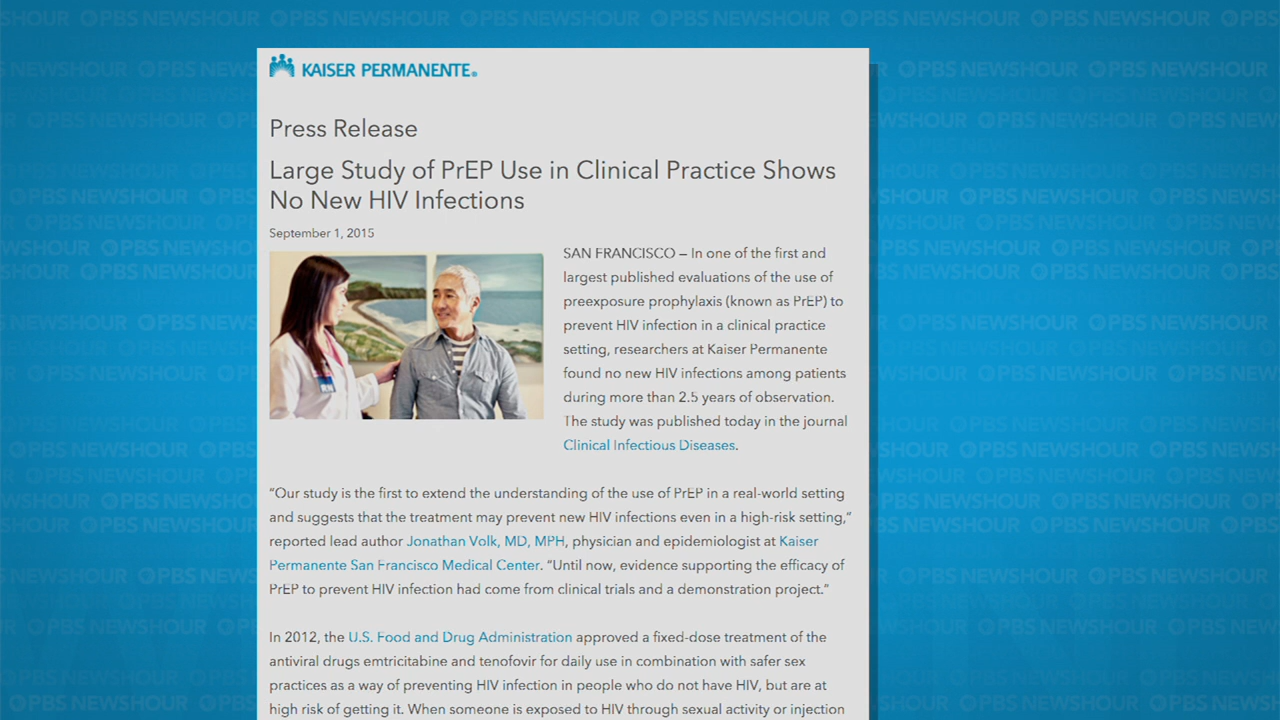 KAISER PERMANENTE®
Press Release
Large Study of PrEP Use in Clinical Practice Shows
No New HIV Infections
September 1, 2015
SAN FRANCISCO – In one of the first and
largest published evaluations of the use of
preexposure prophylaxis (known as PrEP) to
prevent HIV infection in a clinical practice
setting, researchers at Kaiser Permanente
found no new HIV infections among patients
during more than 2.5 years of observation.
The study was published today in the journal
Clinical Infectious Diseases.
“Our study is the first to extend the understanding of the use of PrEP in a real-world setting
and suggests that the treatment may prevent new HIV infections even in a high-risk setting,”
reported lead author Jonathan Volk, MD, MPH, physician and epidemiologist at Kaiser
Permanente San Francisco Medical Center. “Until now, evidence supporting the efficacy of
PrEP to prevent HIV infection had come from clinical trials and a demonstration project.”
In 2012, the U.S. Food and Drug Administration approved a fixed-dose treatment of the
antiviral drugs emtricitabine and tenofovir for daily use in combination with safer sex
practices as a way of preventing HIV infection in people who do not have HIV, but are at
high risk of getting it. When someone is exposed to HIV through sexual activity or injection
PBS NEWSHOUR